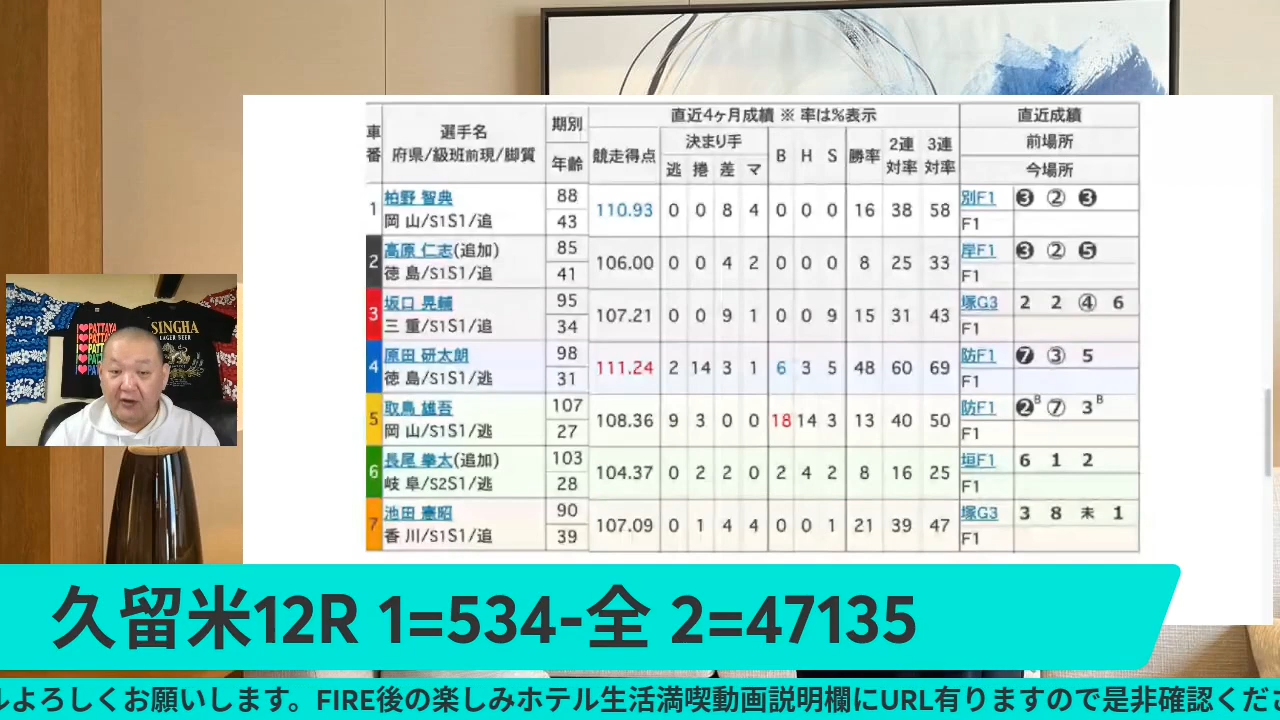 車番 選手名 府県/級班前現/脚質 期別 年齢 直近4ヶ月成績 ※ 率は%表示 直近成績
競走得点 決まり手 B H S 勝率 2連対率 3連対率 前場所
逃 捲 差 マ 今場所
1 柏野 智典 88 110.93 0 0 8 4 0 0 0 16 38 58 別F1 ❸ ② ❸
岡 山/S1S1/追 43 F1
2 高原 仁志(追加) 85 106.00 0 0 4 2 0 0 0 8 25 33 岸F1 ❸ ② ❺
徳 島/S1S1/追 41 F1
3 坂口 晃輔 95 107.21 0 0 9 1 0 0 9 15 31 43 塚G3 2 2 ④ 6
三 重/S1S1/追 34 F1
4 原田 研太朗 98 111.24 2 14 3 1 6 3 5 48 60 69 防F1 ❼ ③ 5
徳 島/S1S1/逃 31 F1
5 取鳥 雄吾 107 108.36 9 3 0 0 18 14 3 13 40 50 防F1 ❷B ⑦ 3B
岡 山/S1S1/逃 27 F1
6 長尾 拳太(追加) 103 104.37 0 2 2 0 2 4 2 8 16 25 垣F1 6 1 2
岐 阜/S2S1/逃 28 F1
7 池田 憲昭 90 107.09 0 1 4 4 0 0 1 21 39 47 塚G3 3 8 未 1
香 川/S1S1/追 39 F1
PATTAYA
PATTAYA
SINGHA
LAGER BEER
久留米12R 1=534-全 2=47135
ルよろしくお願いします。FIRE後の楽しみホテル生活満喫動画説明欄にURL有りますので是非確認くださ